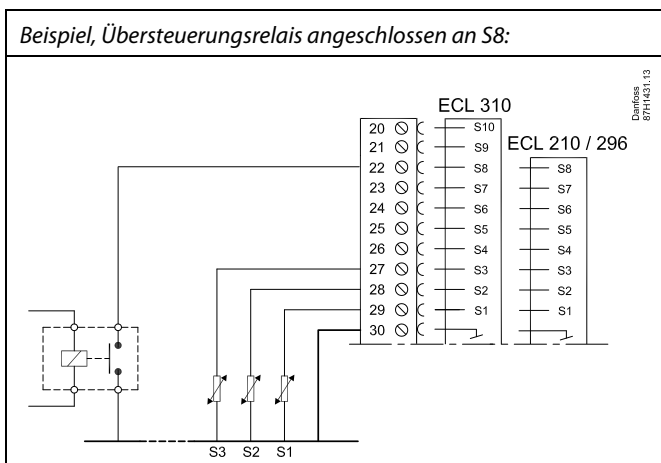 Beispiel, Übersteuerungsrelais angeschlossen an S8:
Danfoss
87H1431.13
ECL 310
ECL 210 / 296
20 S10
21 S9
22 S8 S8
23 S7 S7
24 S6 S6
25 S5 S5
26 S4 S4
27 S3 S3
28 S2 S2
29 S1 S1
30
S3 S2 S1